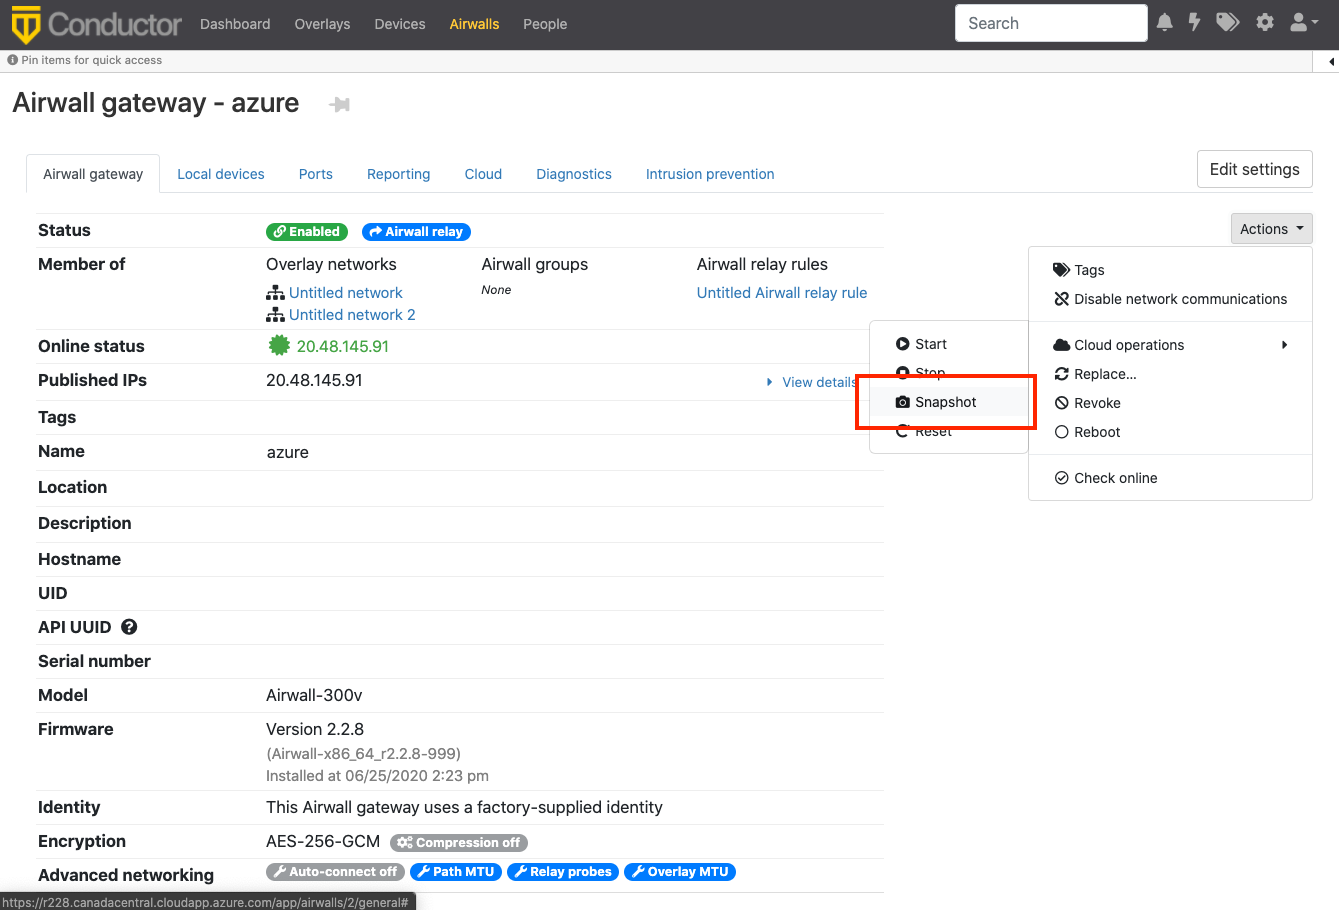 Conductor Dashboard Overlays Devices Airwalls People Search
Pin items for quick access
Airwall gateway - azure
Airwall gateway Local devices Ports Reporting Cloud Diagnostics Intrusion prevention Edit settings
Status Enabled Airwall relay Actions
Member of Overlay networks Airwall groups Airwall relay rules
Untitled network None Untitled Airwall relay rule
Untitled network 2
Online status 20.48.145.91
Published IPs 20.48.145.91 View details
Tags
Name azure
Location
Description
Hostname
UID
API UUID
Serial number
Model Airwall-300v
Firmware Version 2.2.8
(Airwall-x86_64_r2.2.8-999)
Installed at 06/25/2020 2:23 pm
Identity This Airwall gateway uses a factory-supplied identity
Encryption AES-256-GCM Compression off
Advanced networking Auto-connect off Path MTU Relay probes Overlay MTU
Tags
Disable network communications
Cloud operations
Replace...
Revoke
Reboot
Check online
Start
Stop
Snapshot
Reset
https://r228.canadacentral.cloudapp.azure.com/app/airwalls/2/general#